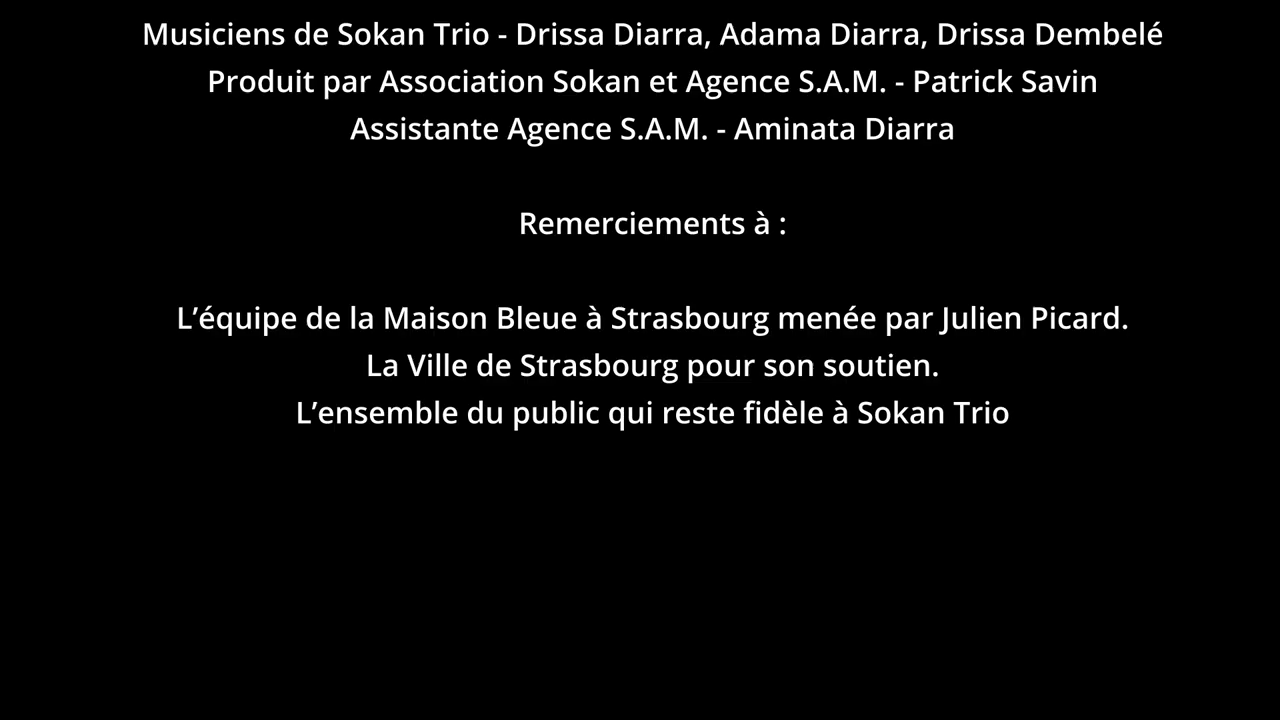 Musiciens de Sokan Trio - Drissa Diarra, Adama Diarra, Drissa Dembelé
Produit par Association Sokan et Agence S.A.M. - Patrick Savin
Assistante Agence S.A.M. - Aminata Diarra
Remerciements à :
L’équipe de la Maison Bleue à Strasbourg menée par Julien Picard.
La Ville de Strasbourg pour son soutien.
L’ensemble du public qui reste fidèle à Sokan Trio